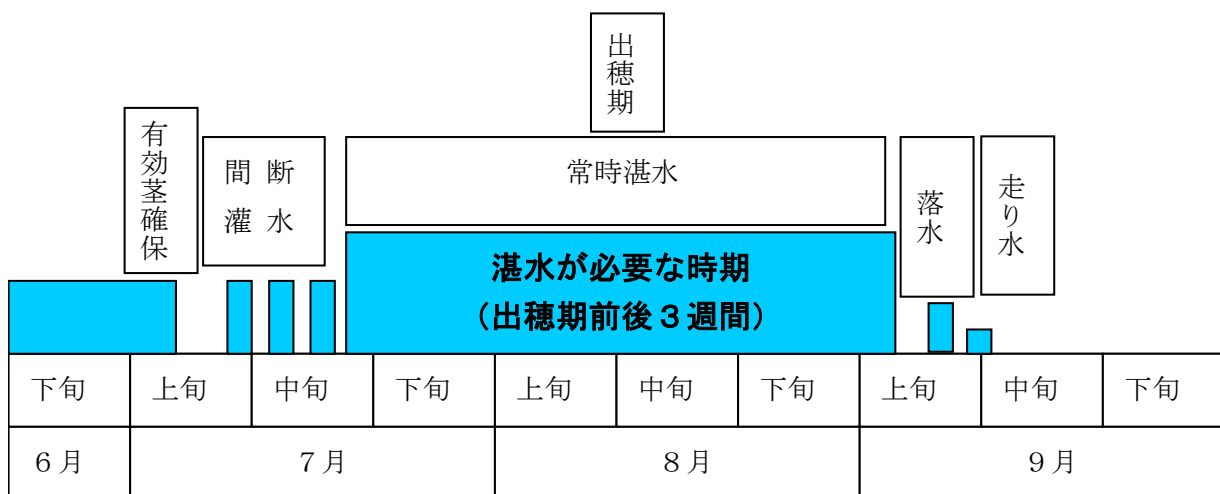 出穂期
有効茎確保
間断
灌水
常時湛水
落水
走り水
湛水が必要な時期
（出穂期前後３週間）
下旬 上旬 中旬 下旬 上旬 中旬 下旬 上旬 中旬 下旬
６月 ７月 ８月 ９月